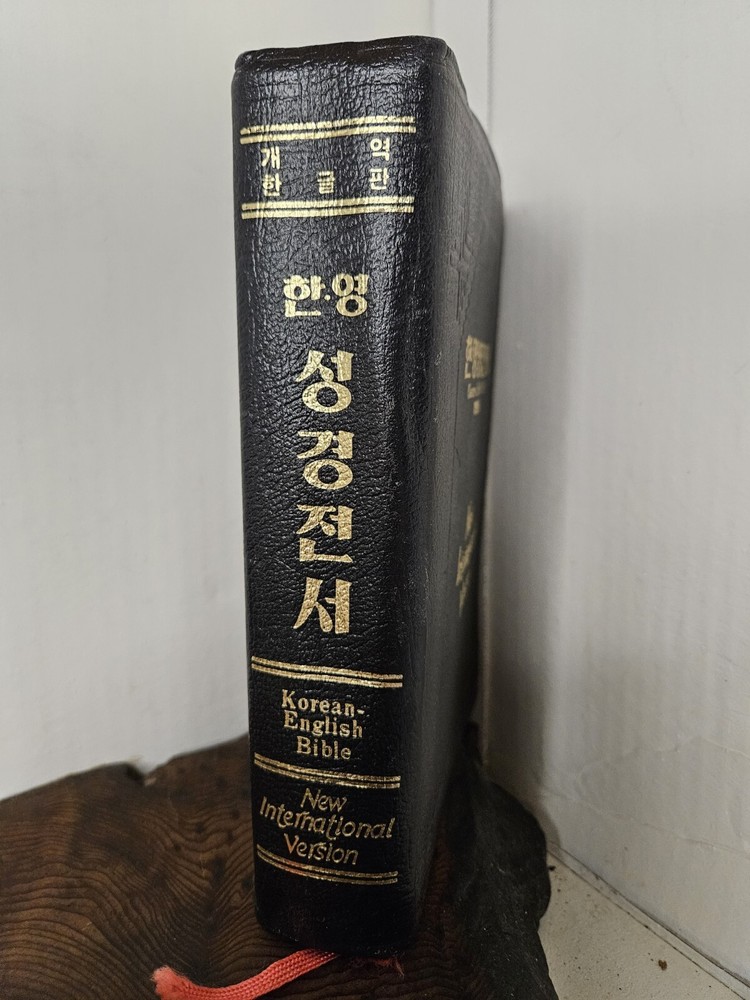 개 역
한 글 판
한·영
성
경
전
서
Korean-
English
Bible
New
International
Version